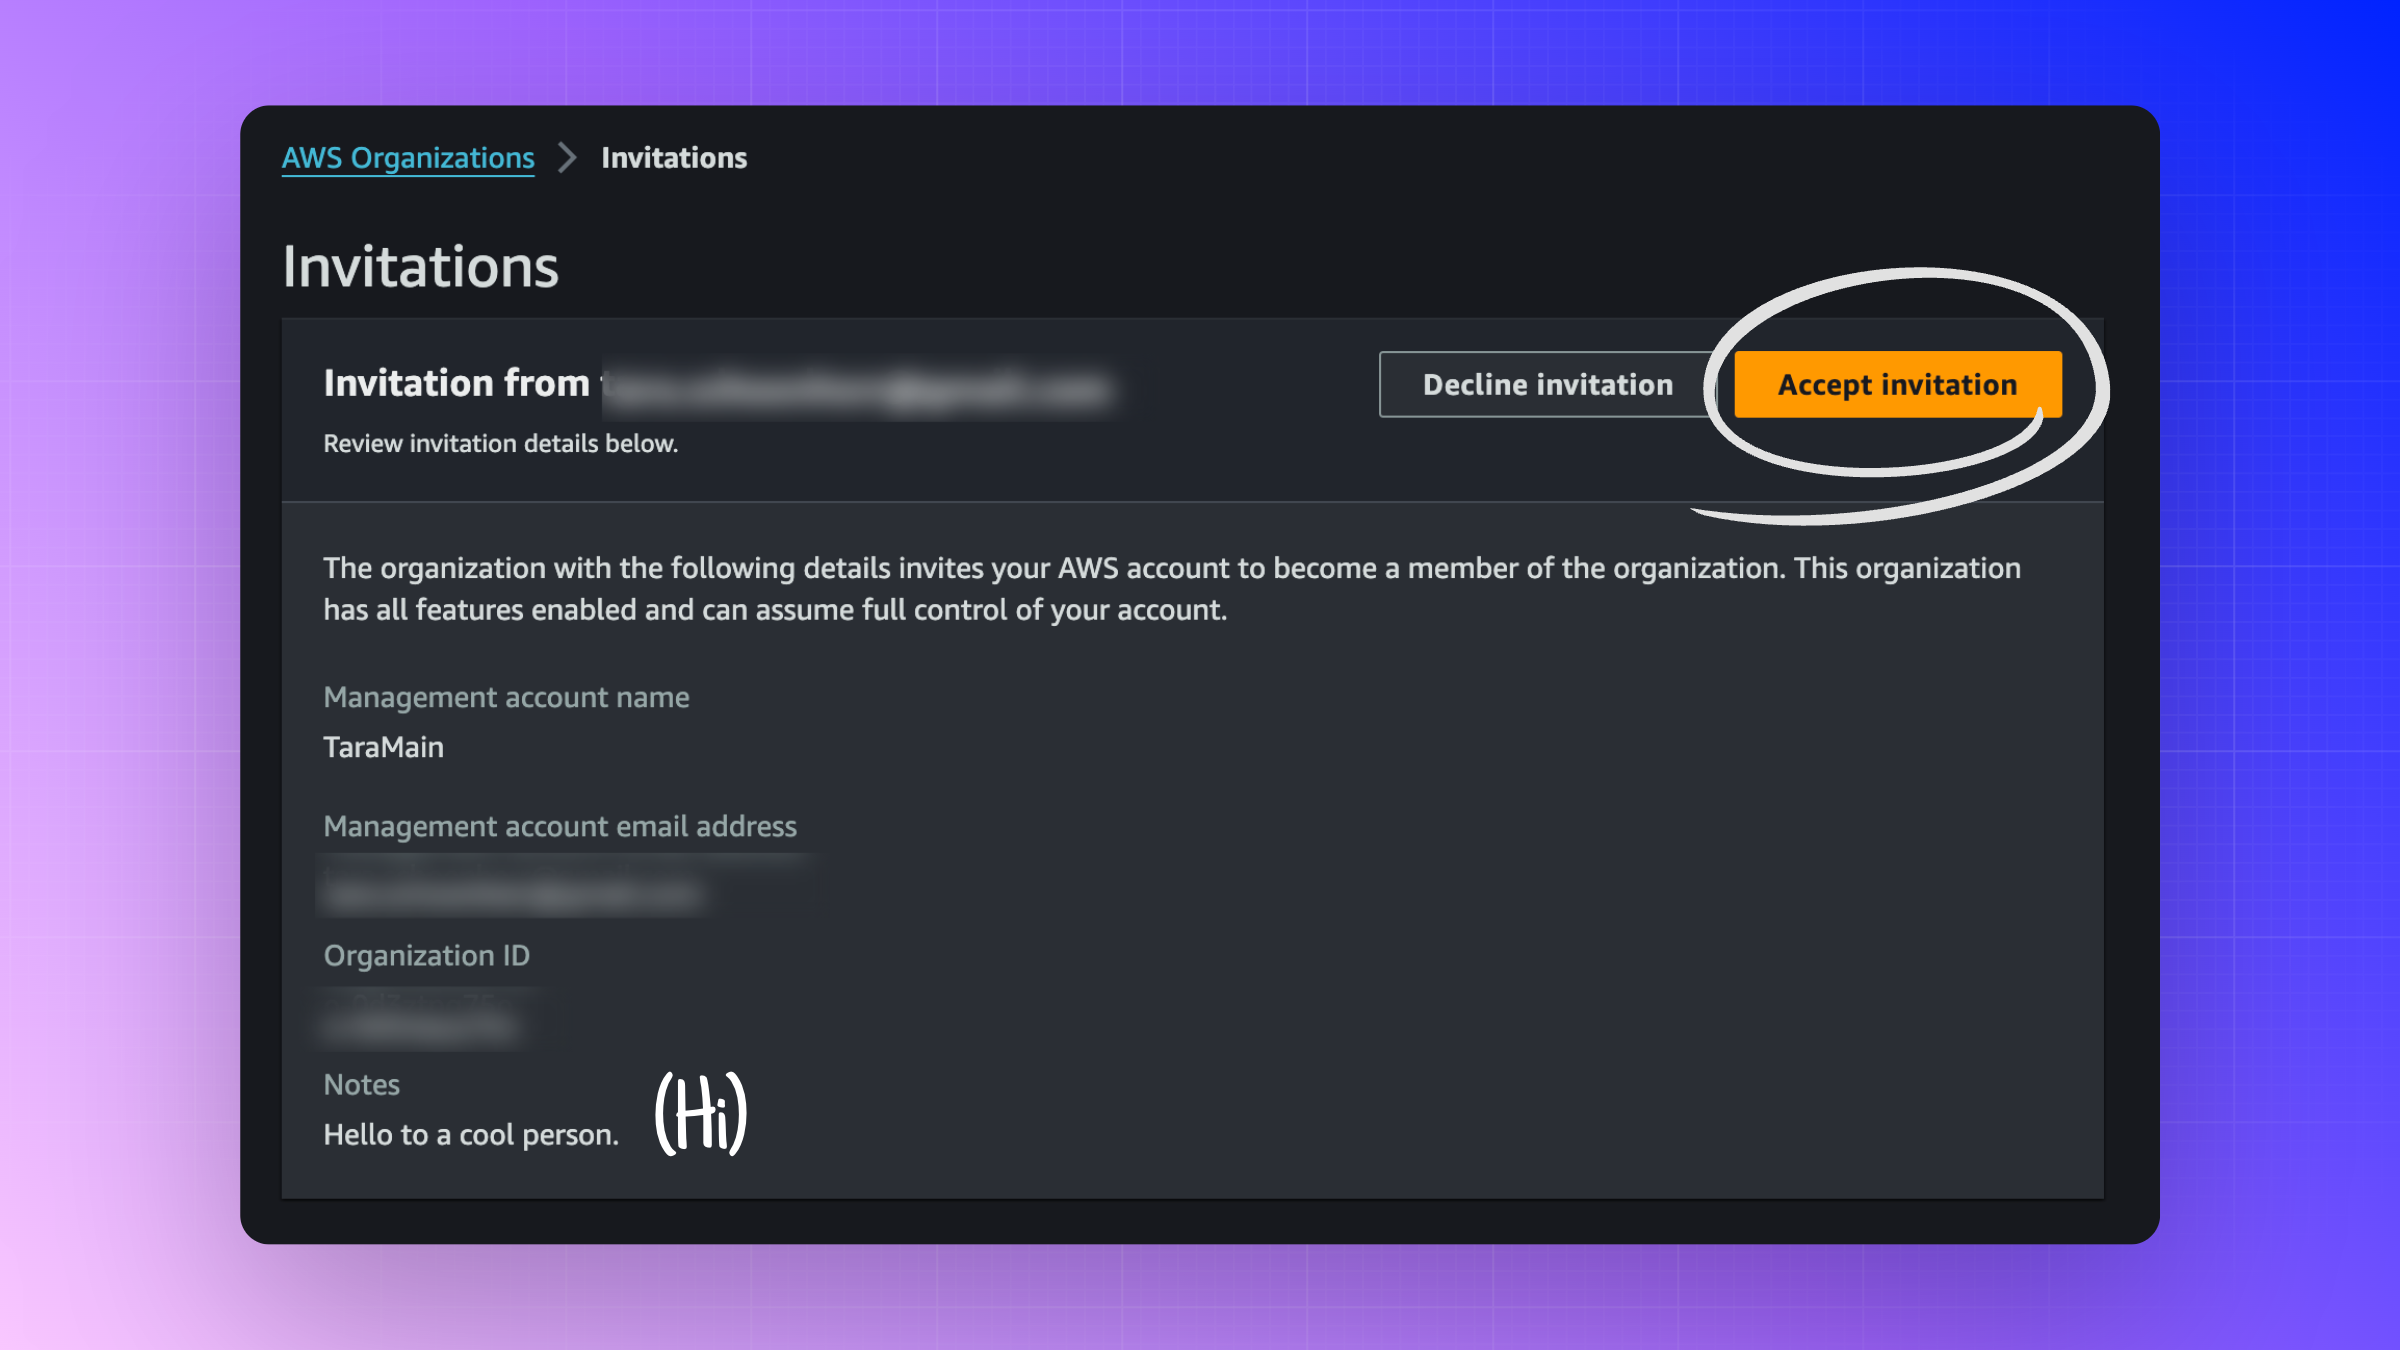 AWS Organizations > Invitations
Invitations
Invitation from
Decline invitation
Accept invitation
Review invitation details below.
The organization with the following details invites your AWS account to become a member of the organization. This organization
has all features enabled and can assume full control of your account.
Management account name
TaraMain
Management account email address
Organization ID
Notes
Hello to a cool person.
(Hi)